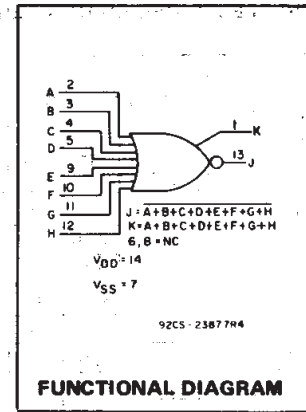 A 2
B 3
C 4
D 5
E 9
F 10
G 11
H 12
1 K
13 J
J = A+B+C+D+E+F+G+H
K=A+B+C+D+E+F+G+H
6, 8 = NC
VDD = 14
VSS = 7
92CS-23877R4
FUNCTIONAL DIAGRAM